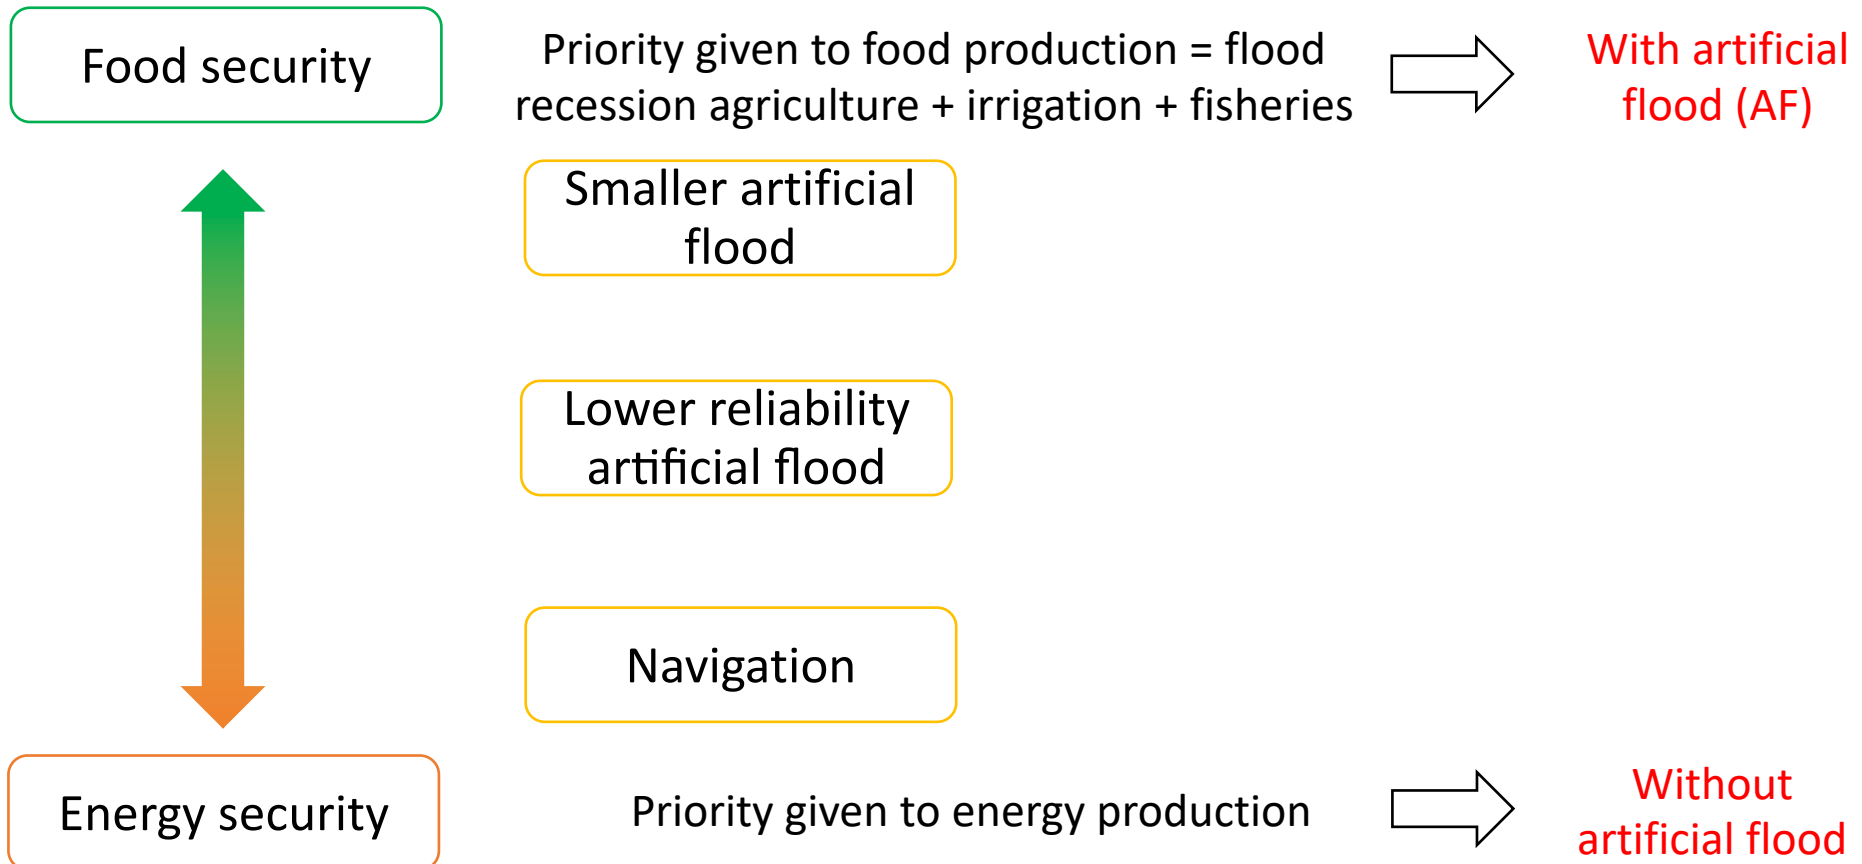 Food security
Priority given to food production = flood
recession agriculture + irrigation + fisheries
With artificial
flood (AF)
Smaller artificial
flood
Lower reliability
artificial flood
Navigation
Energy security
Priority given to energy production
Without
artificial flood